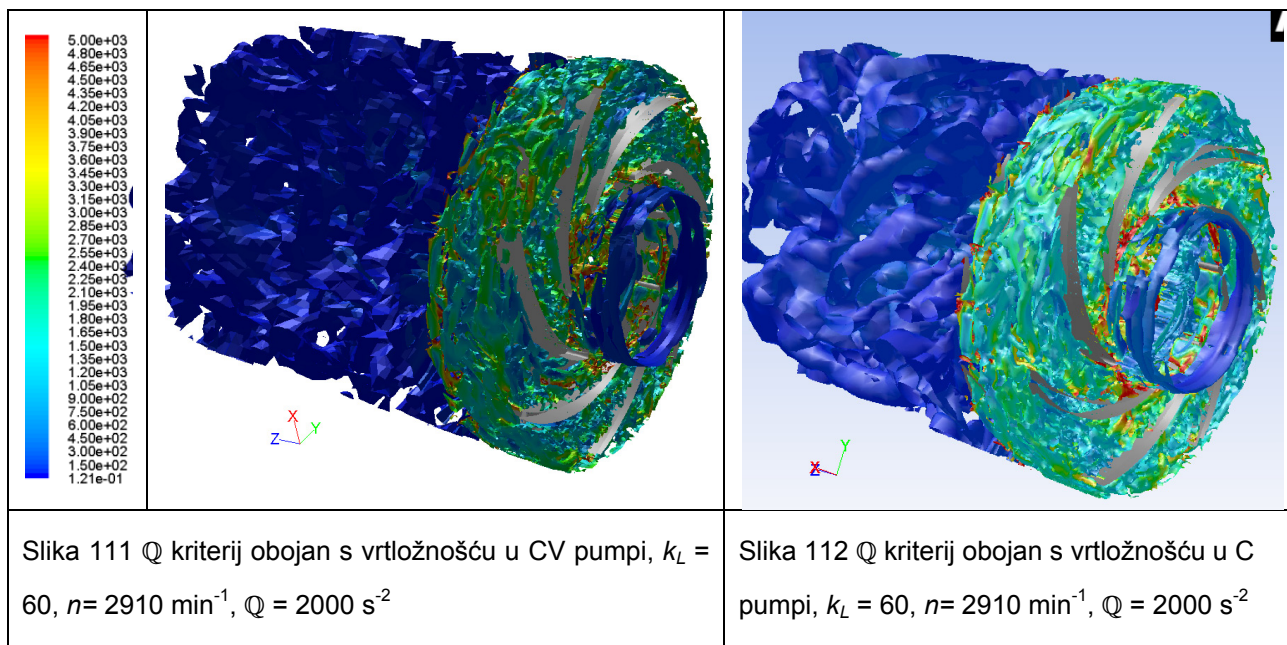 5.00e+03
4.80e+03
4.65e+03
4.50e+03
4.35e+03
4.20e+03
4.05e+03
3.90e+03
3.75e+03
3.60e+03
3.45e+03
3.30e+03
3.15e+03
3.00e+03
2.85e+03
2.70e+03
2.55e+03
2.40e+03
2.25e+03
2.10e+03
1.95e+03
1.80e+03
1.65e+03
1.50e+03
1.35e+03
1.20e+03
1.05e+03
9.00e+02
7.50e+02
6.00e+02
4.50e+02
3.00e+02
1.50e+02
1.21e-01
X
Y
Z
Y
X
Slika 111 ℚ kriterij obojan s vrtložnošću u CV pumpi, k_L =
60, n= 2910 min⁻¹, ℚ = 2000 s⁻²
Slika 112 ℚ kriterij obojan s vrtložnošću u C
pumpi, k_L = 60, n= 2910 min⁻¹, ℚ = 2000 s⁻²